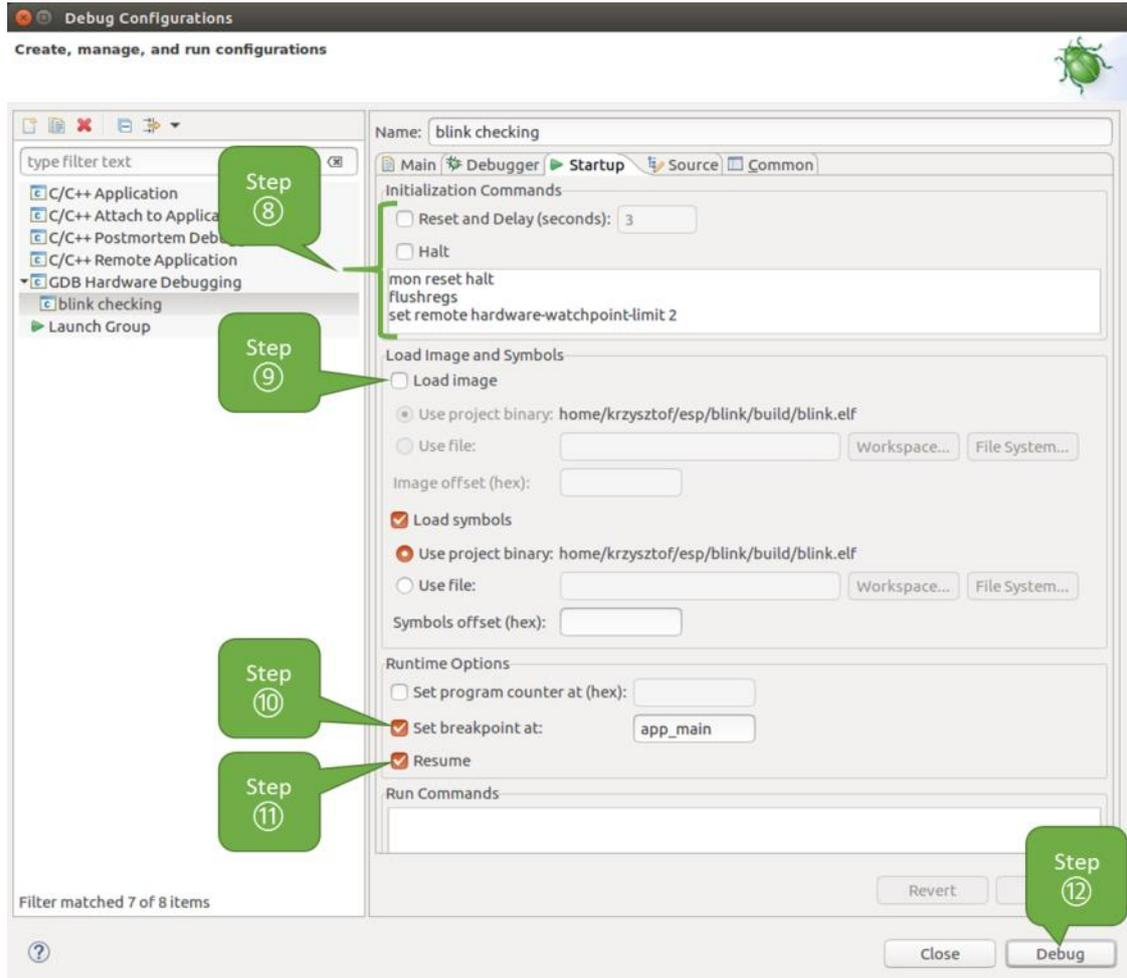 Debug Configurations
Create, manage, and run configurations
type filter text
C/C++ Application
C/C++ Attach to Applica
C/C++ Postmortem Debu
C/C++ Remote Application
GDB Hardware Debugging
blink checking
Launch Group
Filter matched 7 of 8 items
Step
⑧
Step
⑨
Step
⑩
Step
⑪
Name: blink checking
Main Debugger Startup Source Common
Initialization Commands
Reset and Delay (seconds): 3
Halt
mon reset halt
flushregs
set remote hardware-watchpoint-limit 2
Load Image and Symbols
Load image
Use project binary: home/krzysztof/esp/blink/build/blink.elf
Use file: Workspace... File System...
Image offset (hex):
Load symbols
Use project binary: home/krzysztof/esp/blink/build/blink.elf
Use file: Workspace... File System...
Symbols offset (hex):
Runtime Options
Set program counter at (hex):
Set breakpoint at: app_main
Resume
Run Commands
Step
⑫
Revert
Close Debug